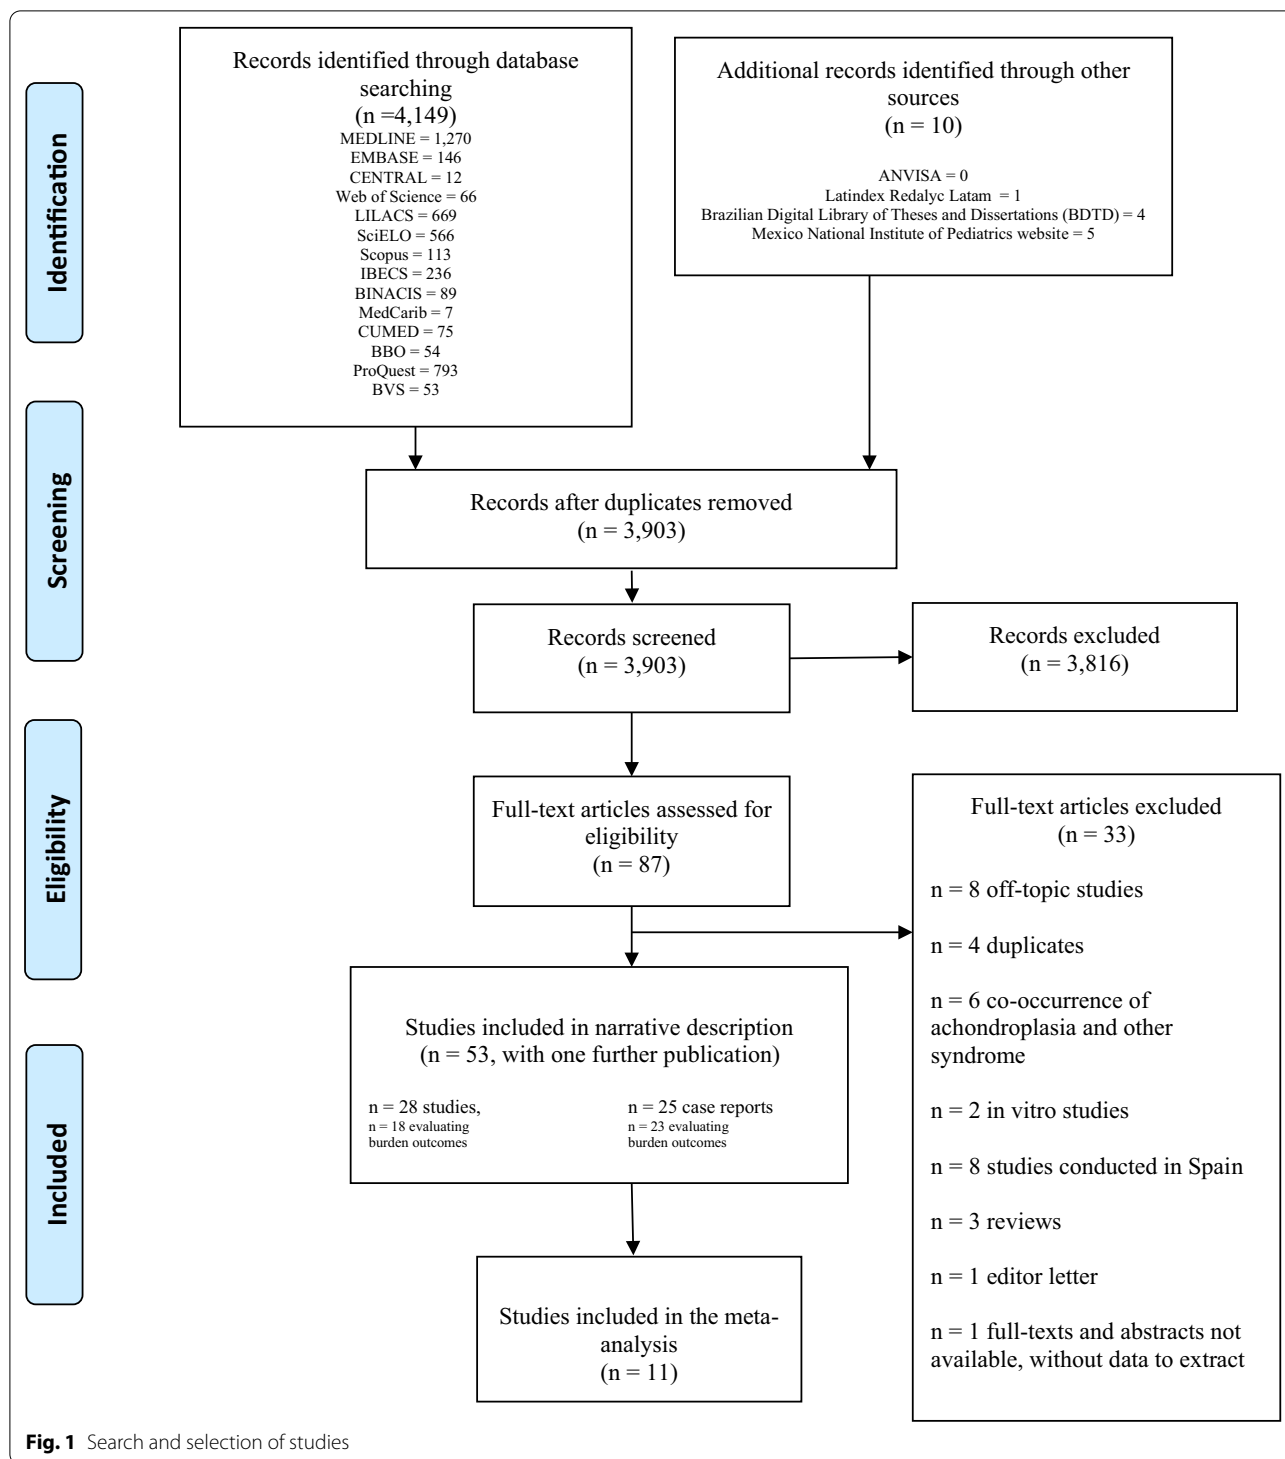 Identification
Records identified through database
searching
(n =4,149)
MEDLINE = 1,270
EMBASE = 146
CENTRAL = 12
Web of Science = 66
LILACS = 669
SciELO = 566
Scopus = 113
IBECS = 236
BINACIS = 89
MedCarib = 7
CUMED = 75
BBO = 54
ProQuest = 793
BVS = 53
Additional records identified through other
sources
(n = 10)
ANVISA = 0
Latindex Redalyc Latam = 1
Brazilian Digital Library of Theses and Dissertations (BDTD) = 4
Mexico National Institute of Pediatrics website = 5
Screening
Records after duplicates removed
(n = 3,903)
Records screened
(n = 3,903)
Records excluded
(n = 3,816)
Eligibility
Full-text articles assessed for
eligibility
(n = 87)
Full-text articles excluded
(n = 33)
n = 8 off-topic studies
n = 4 duplicates
n = 6 co-occurrence of
achondroplasia and other
syndrome
n = 2 in vitro studies
n = 8 studies conducted in Spain
n = 3 reviews
n = 1 editor letter
n = 1 full-texts and abstracts not
available, without data to extract
Included
Studies included in narrative description
(n = 53, with one further publication)
n = 28 studies,
n = 18 evaluating
burden outcomes
n = 25 case reports
n = 23 evaluating
burden outcomes
Studies included in the meta-
analysis
(n = 11)
Fig. 1 Search and selection of studies